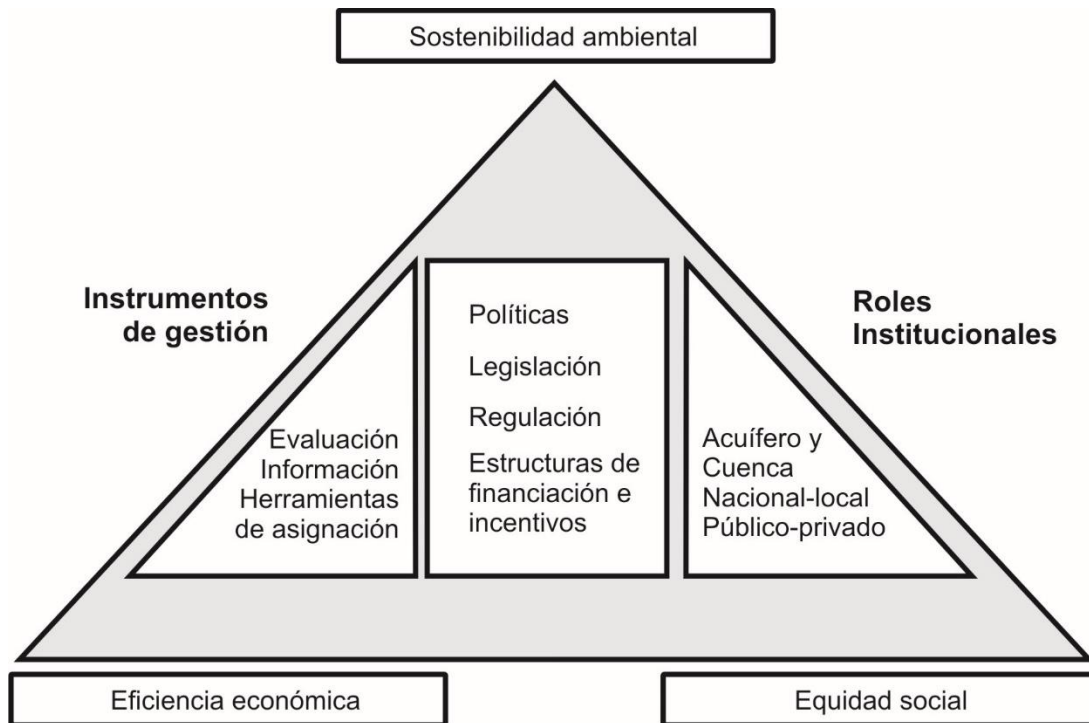 Sostenibilidad ambiental
Instrumentos
de gestión
Roles
Institucionales
Evaluación
Información
Herramientas
de asignación
Políticas
Legislación
Regulación
Estructuras de
financiación e
incentivos
Acuífero y
Cuenca
Nacional-local
Público-privado
Eficiencia económica
Equidad social